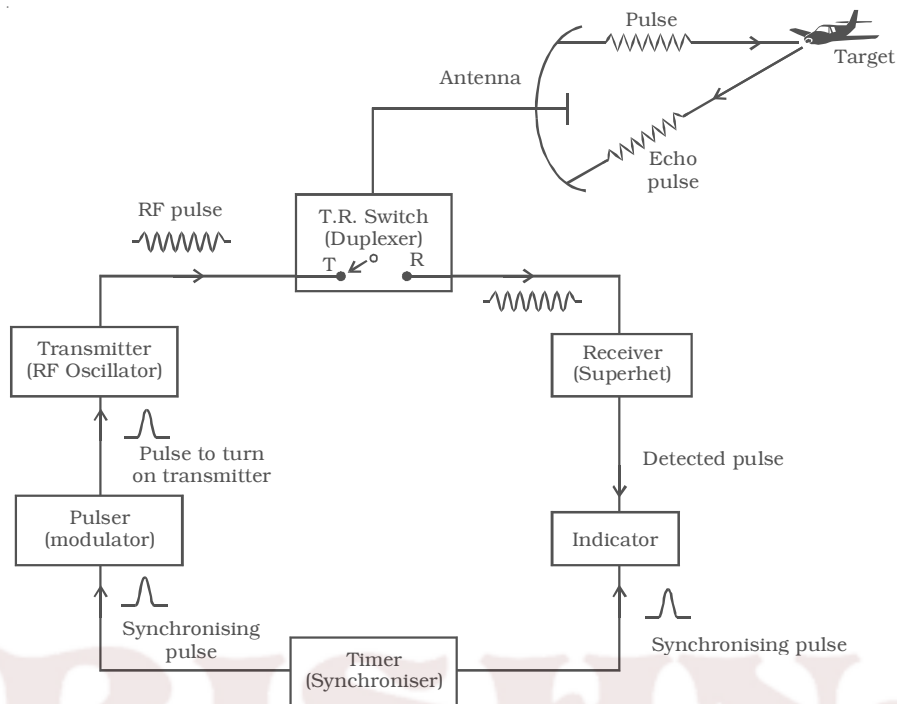 Pulse
Target
Antenna
Echo
pulse
RF pulse
T.R. Switch
(Duplexer)
T
R
Transmitter
(RF Oscillator)
Receiver
(Superhet)
Pulse to turn
on transmitter
Detected pulse
Pulser
(modulator)
Indicator
Synchronising
pulse
Synchronising pulse
Timer
(Synchroniser)